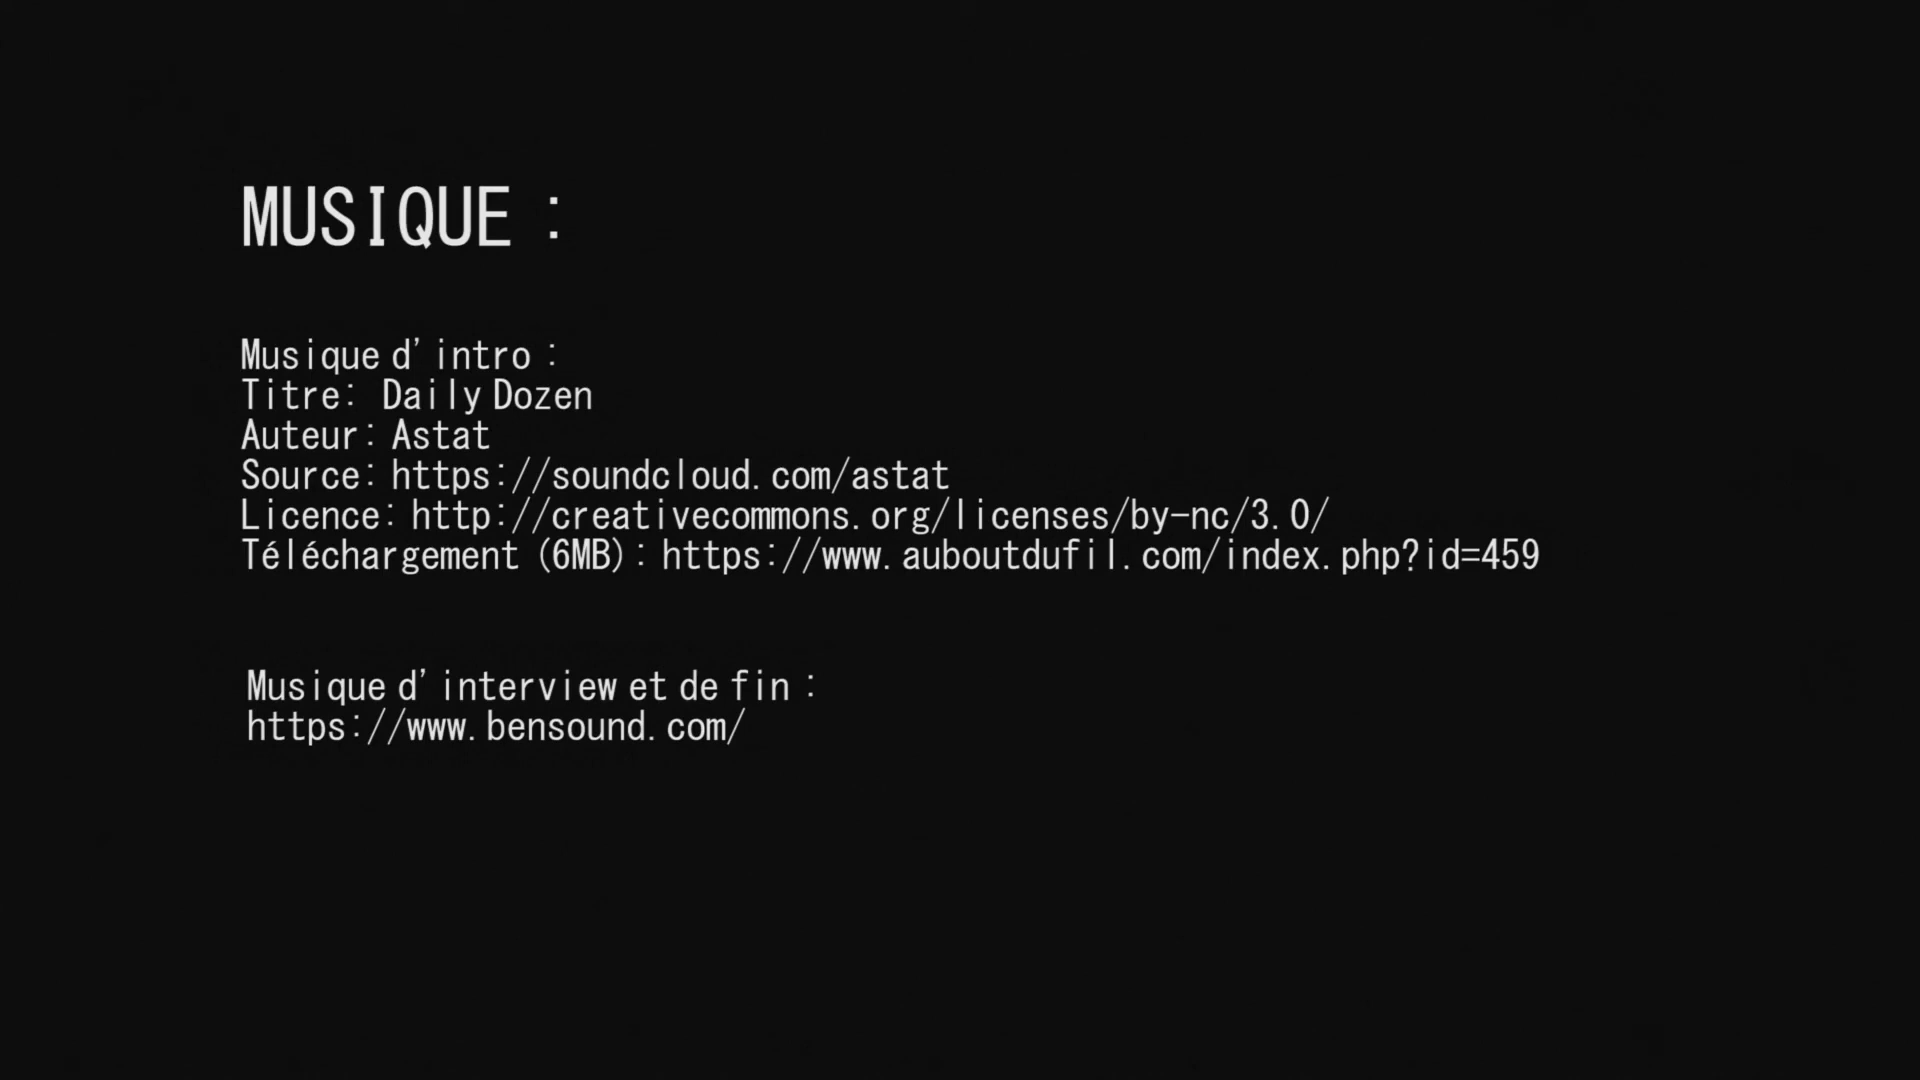 MUSIQUE :
Musique d'intro :
Titre: Daily Dozen
Auteur: Astat
Source: https://soundcloud.com/astat
Licence: http://creativecommons.org/licenses/by-nc/3.0/
Téléchargement (6MB): https://www.auboutdufil.com/index.php?id=459
Musique d'interview et de fin :
https://www.bensound.com/